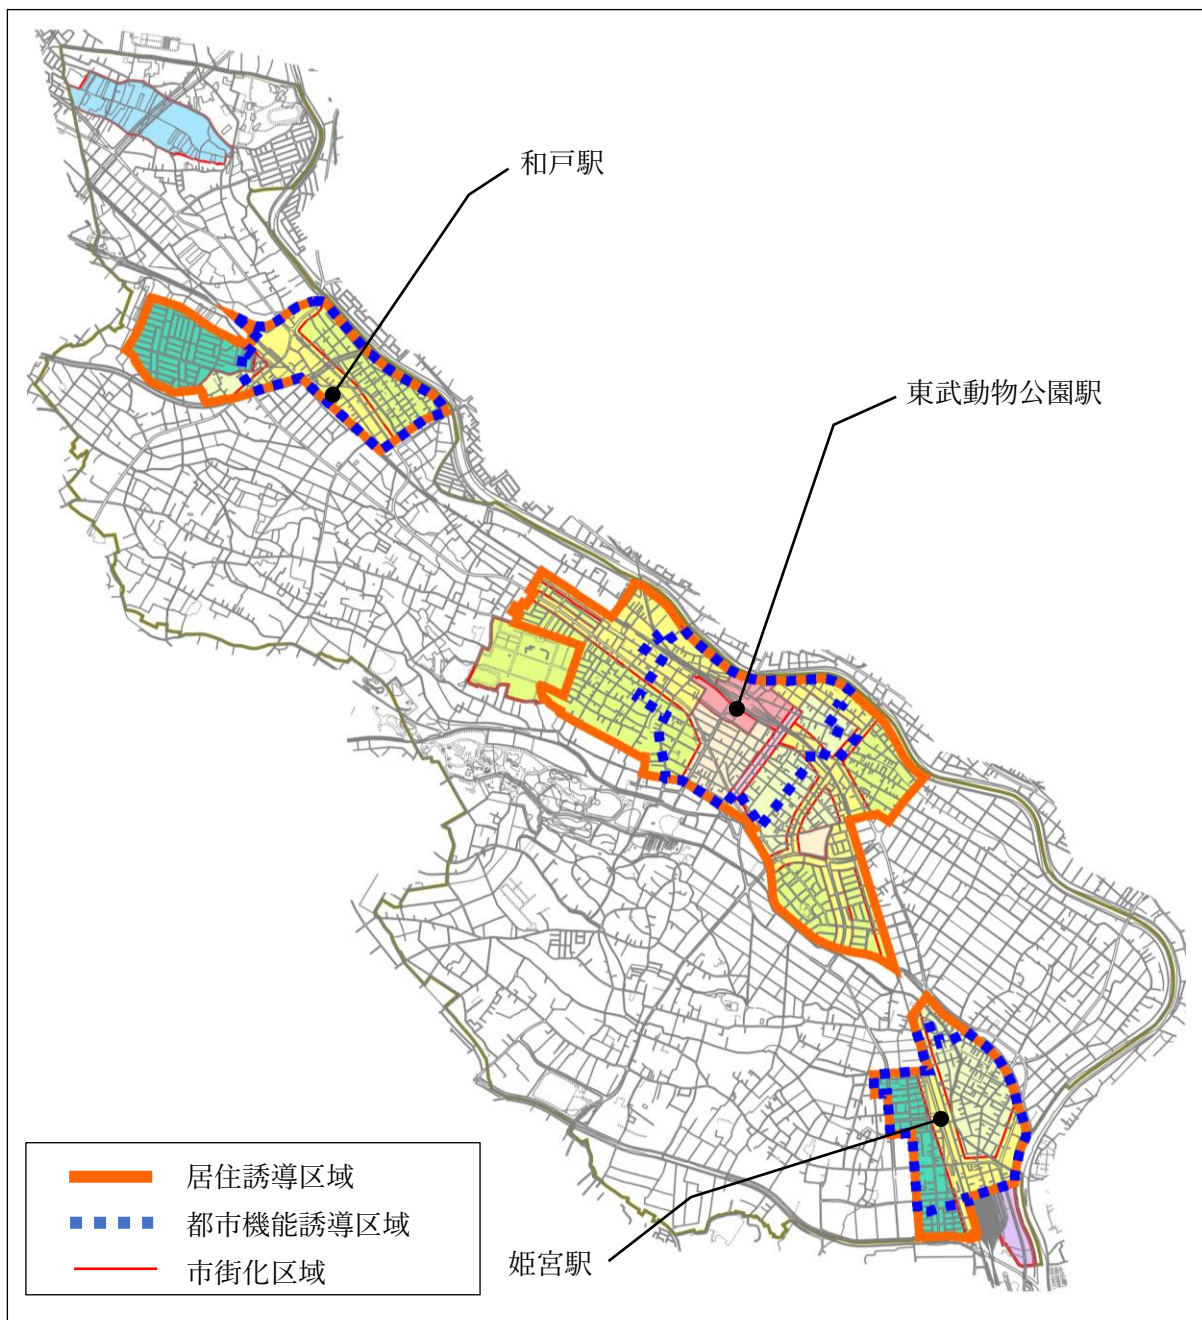 和戸駅
東武動物公園駅
居住誘導区域
都市機能誘導区域
市街化区域
姫宮駅